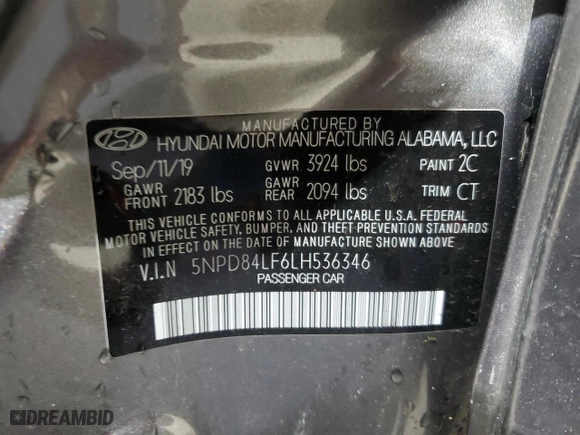 MANUFACTURED BY
HYUNDAI MOTOR MANUFACTURING ALABAMA, LLC
Sep/11/19 GVWR 3924 lbs PAINT 2C
GAWR FRONT 2183 lbs GAWR REAR 2094 lbs TRIM CT
THIS VEHICLE CONFORMS TO ALL APPLICABLE U.S.A. FEDERAL
MOTOR VEHICLE SAFETY, BUMPER, AND THEFT PREVENTION STANDARDS
IN EFFECT ON THE DATE OF MANUFACTURE SHOWN ABOVE.
V.I.N 5NPD84LF6LH536346
PASSENGER CAR
DREAMBID